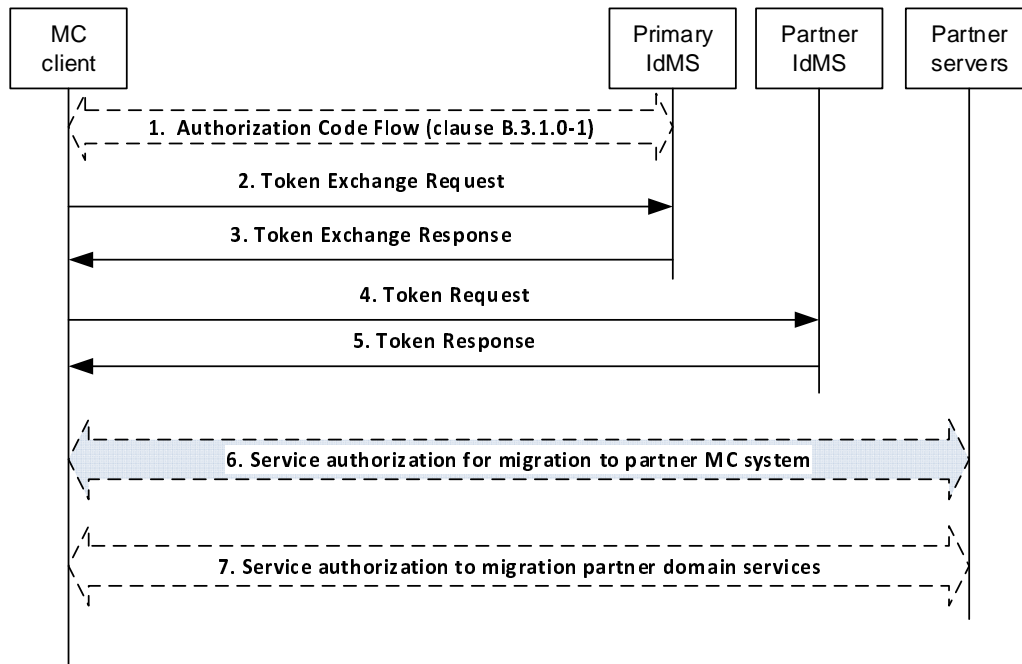 MC
client
Primary
IdMS
Partner
IdMS
Partner
servers
1. Authorization Code Flow (clause B.3.1.0-1)
2. Token Exchange Request
3. Token Exchange Response
4. Token Request
5. Token Response
6. Service authorization for migration to partner MC system
7. Service authorization to migration partner domain services